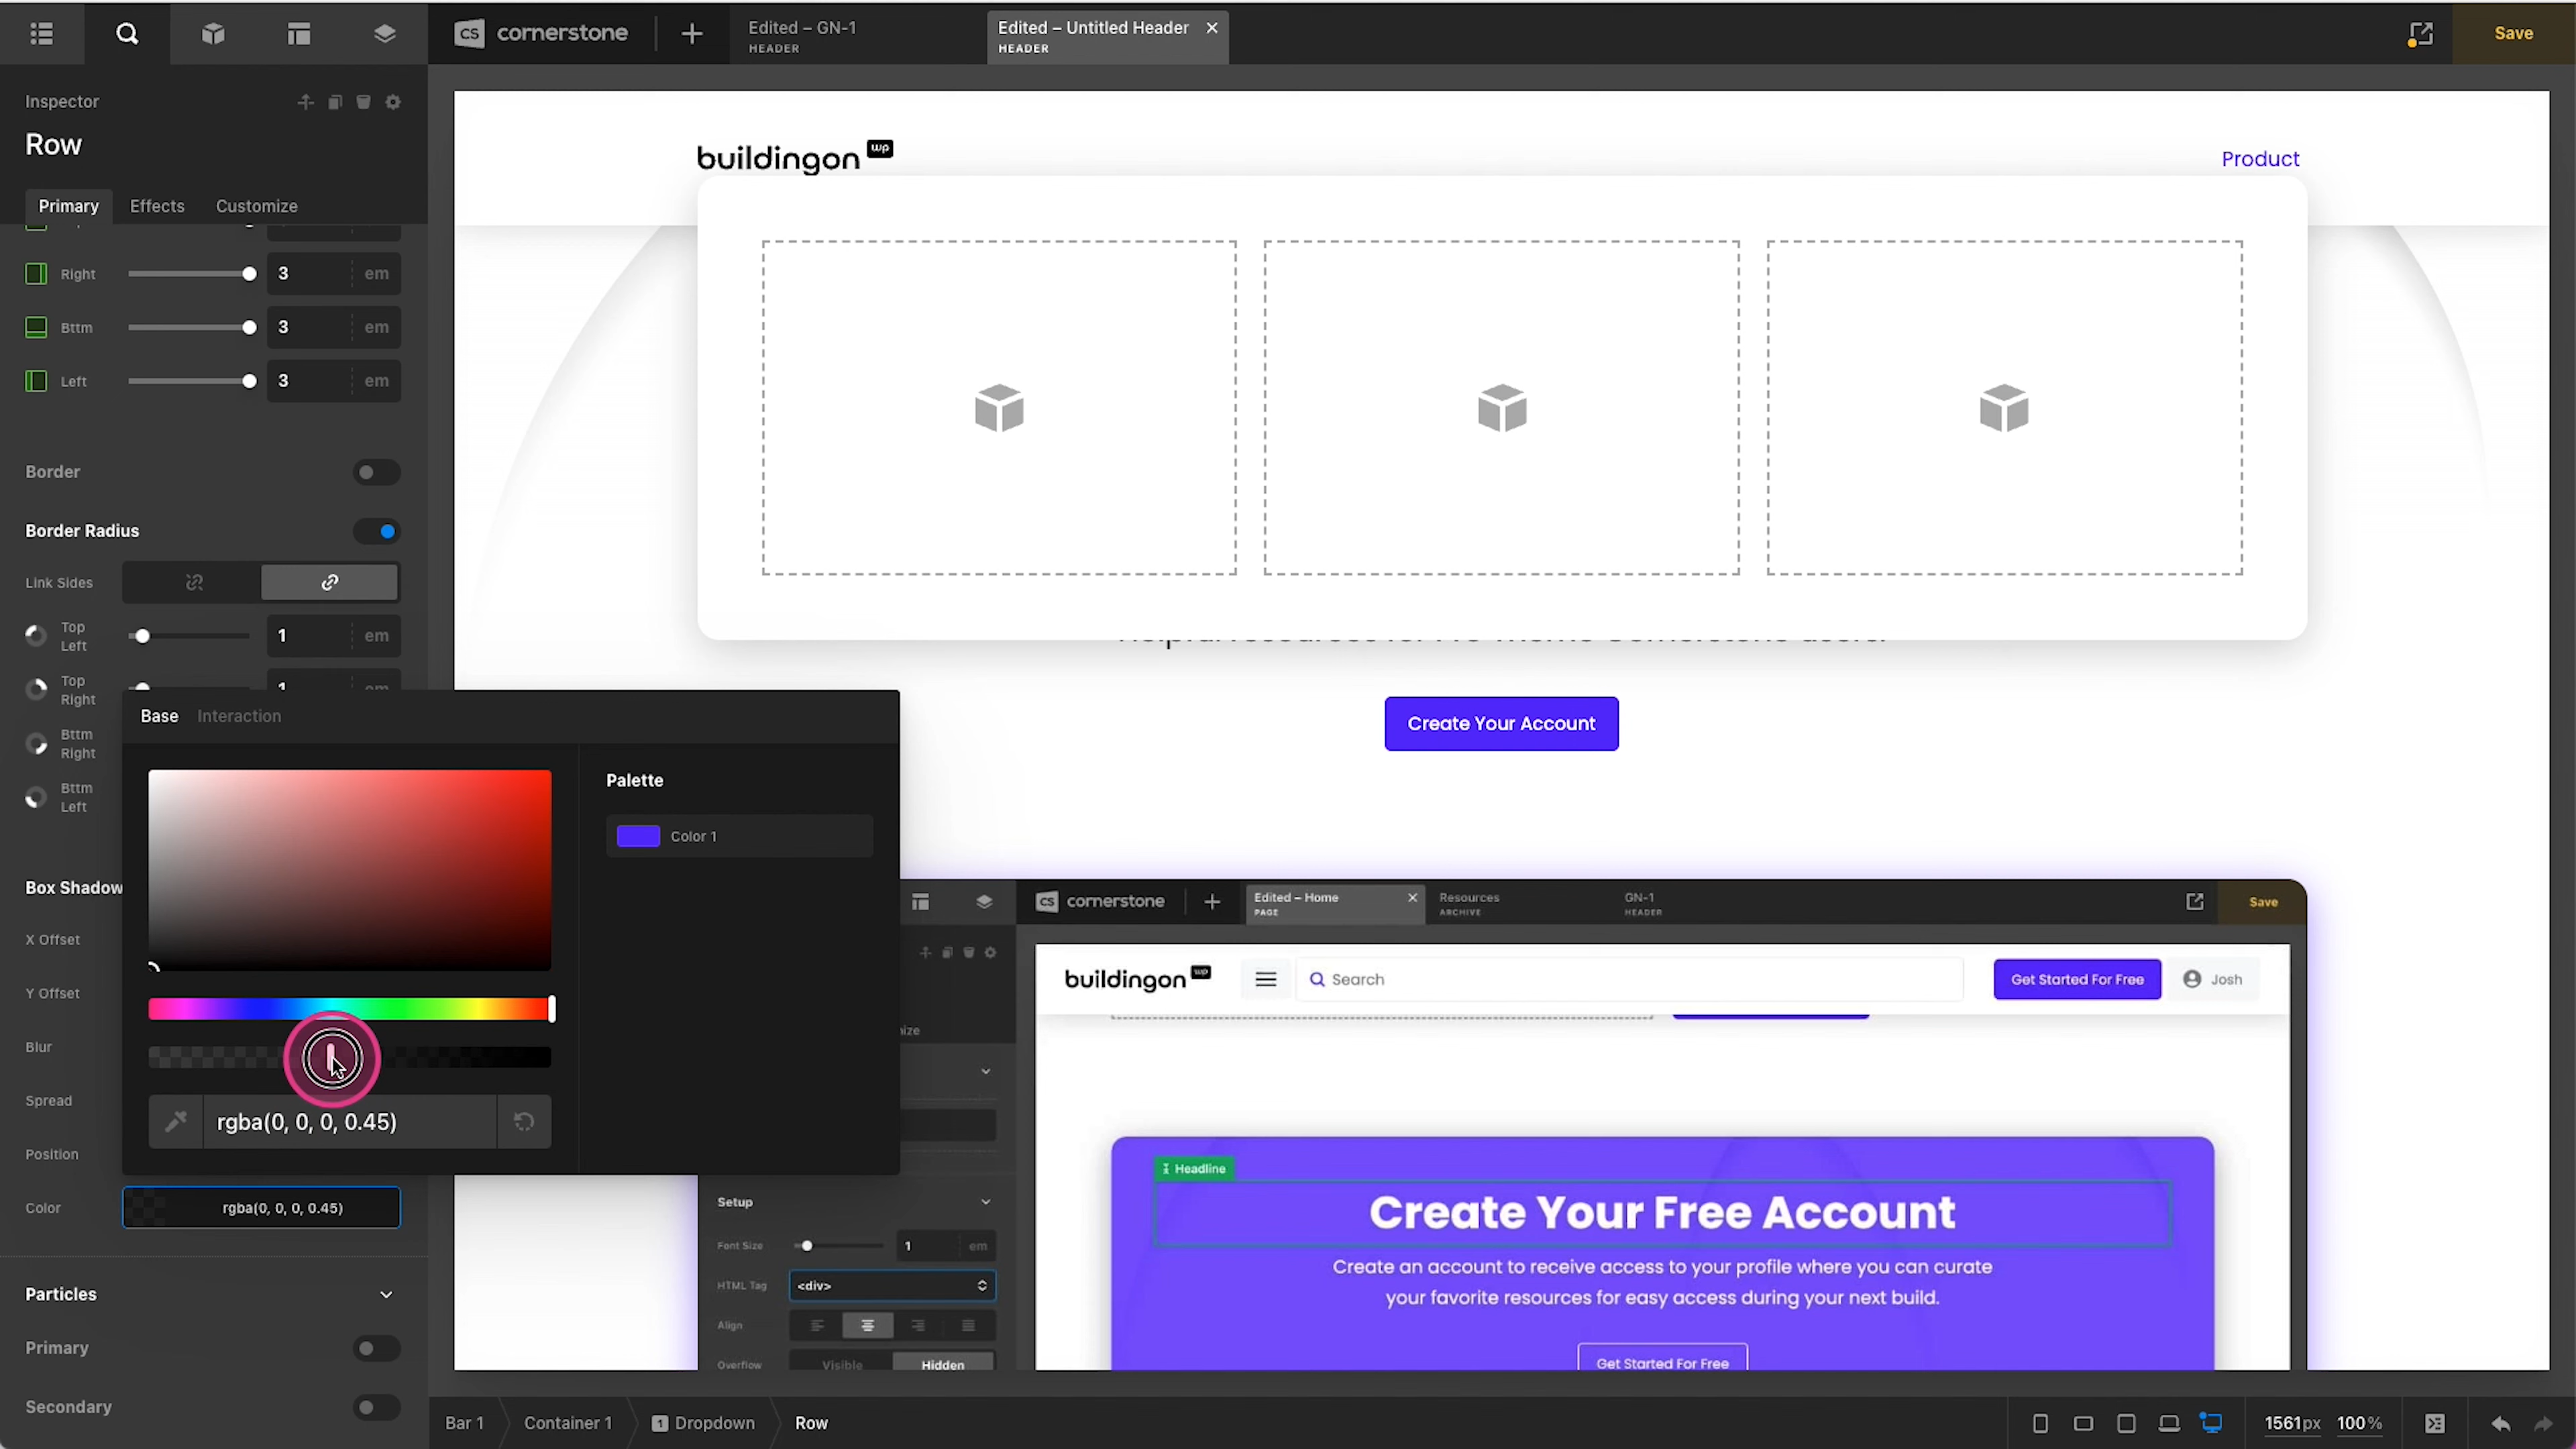 cornerstone
Edited – GN-1
HEADER
Edited – Untitled Header
HEADER
Save
Inspector
Row
Primary
Effects
Customize
Right 3 em
Bttm 3 em
Left 3 em
Border
Border Radius
Link Sides
Top Left 1 em
Top Right
Bttm Right
Bttm Left
Box Shadow
X Offset
Y Offset
Blur
Spread
Position
Color rgba(0, 0, 0, 0.45)
Particles
Primary
Secondary
Base
Interaction
Palette
Color 1
rgba(0, 0, 0, 0.45)
buildingon wp
Product
Create Your Account
CS cornerstone
Edited – Home
PAGE
Resources
ARCHIVE
GN-1
HEADER
Save
buildingon wp
Search
Get Started For Free
Josh
Setup
Font Size 1 em
HTML Tag <div>
Align
Overflow Visible Hidden
Headline
Create Your Free Account
Create an account to receive access to your profile where you can curate
your favorite resources for easy access during your next build.
Get Started For Free
Bar 1
Container 1
1 Dropdown
Row
1561px
100%